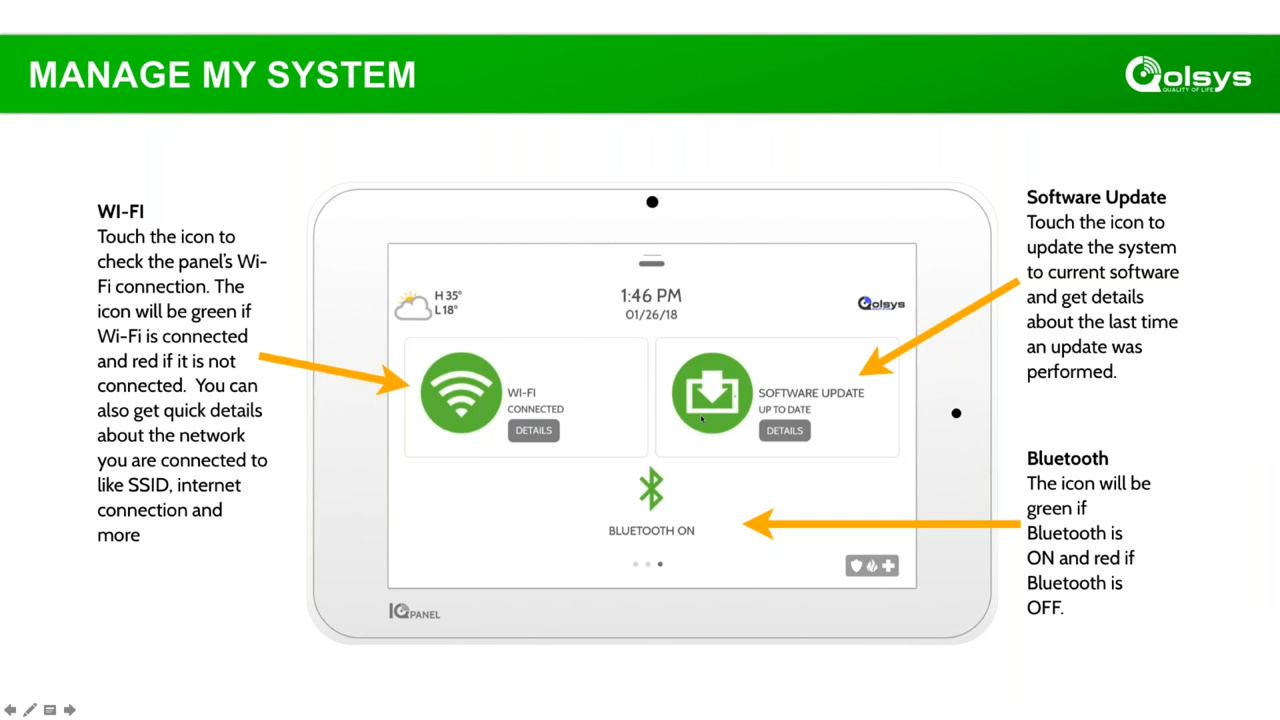 MANAGE MY SYSTEM
Qolsys
QUALITY OF LIFE
WI-FI
Touch the icon to
check the panel's Wi-
Fi connection. The
icon will be green if
Wi-Fi is connected
and red if it is not
connected. You can
also get quick details
about the network
you are connected to
like SSID, internet
connection and
more
H 35°
L 18°
1:46 PM
01/26/18
Qolsys
WI-FI
CONNECTED
DETAILS
SOFTWARE UPDATE
UP TO DATE
DETAILS
BLUETOOTH ON
IQ PANEL
Software Update
Touch the icon to
update the system
to current software
and get details
about the last time
an update was
performed.
Bluetooth
The icon will be
green if
Bluetooth is
ON and red if
Bluetooth is
OFF.